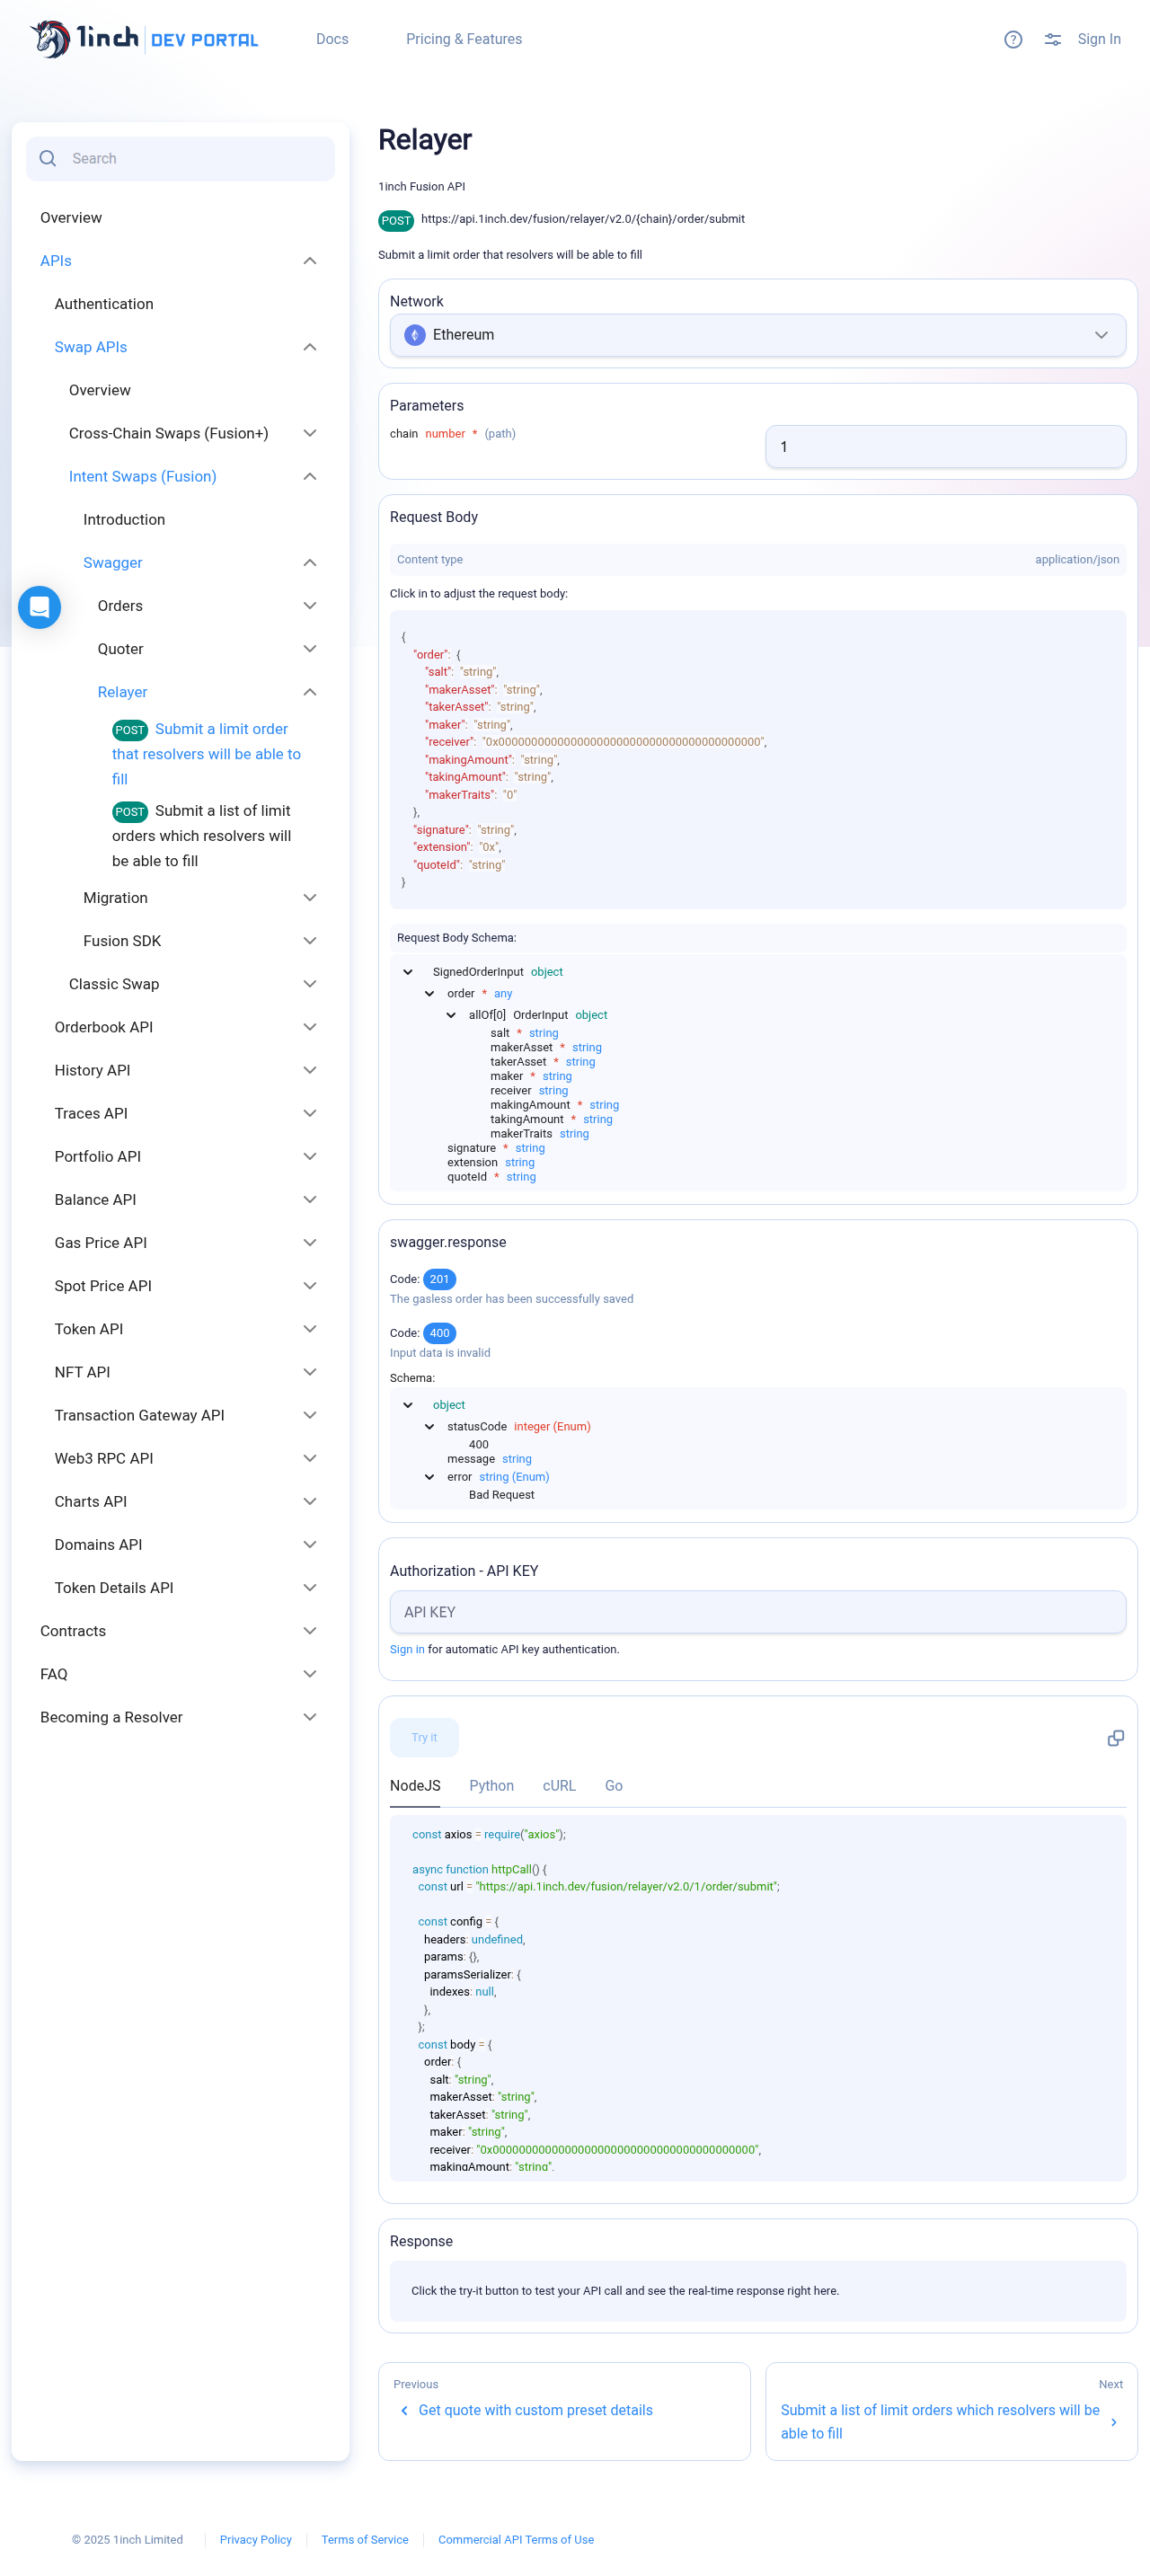 1inch DEV PORTAL
Docs
Pricing & Features
Sign In
Search
Overview
APIs
Authentication
Swap APIs
Overview
Cross-Chain Swaps (Fusion+)
Intent Swaps (Fusion)
Introduction
Swagger
Orders
Quoter
Relayer
POST Submit a limit order
that resolvers will be able to
fill
POST Submit a list of limit
orders which resolvers will
be able to fill
Migration
Fusion SDK
Classic Swap
Orderbook API
History API
Traces API
Portfolio API
Balance API
Gas Price API
Spot Price API
Token API
NFT API
Transaction Gateway API
Web3 RPC API
Charts API
Domains API
Token Details API
Contracts
FAQ
Becoming a Resolver
Relayer
1inch Fusion API
POST https://api.1inch.dev/fusion/relayer/v2.0/{chain}/order/submit
Submit a limit order that resolvers will be able to fill
Network
Ethereum
Parameters
chain number * (path)
1
Request Body
Content type application/json
Click in to adjust the request body:
{
"order": {
"salt": "string",
"makerAsset": "string",
"takerAsset": "string",
"maker": "string",
"receiver": "0x0000000000000000000000000000000000000000",
"makingAmount": "string",
"takingAmount": "string",
"makerTraits": "0"
},
"signature": "string",
"extension": "0x",
"quoteId": "string"
}
Request Body Schema:
SignedOrderInput object
order * any
allOf[0] OrderInput object
salt * string
makerAsset * string
takerAsset * string
maker * string
receiver string
makingAmount * string
takingAmount * string
makerTraits string
signature * string
extension string
quoteId * string
swagger.response
Code: 201
The gasless order has been successfully saved
Code: 400
Input data is invalid
Schema:
object
statusCode integer (Enum)
400
message string
error string (Enum)
Bad Request
Authorization - API KEY
API KEY
Sign in for automatic API key authentication.
Try it
NodeJS
Python
cURL
Go
const axios = require("axios");
async function httpCall() {
const url = "https://api.1inch.dev/fusion/relayer/v2.0/1/order/submit";
const config = {
headers: undefined,
params: {},
paramsSerializer: {
indexes: null,
},
};
const body = {
order: {
salt: "string",
makerAsset: "string",
takerAsset: "string",
maker: "string",
receiver: "0x0000000000000000000000000000000000000000",
makingAmount: "string",
Response
Click the try-it button to test your API call and see the real-time response right here.
Previous
Get quote with custom preset details
Next
Submit a list of limit orders which resolvers will be
able to fill
© 2025 1inch Limited
Privacy Policy
Terms of Service
Commercial API Terms of Use